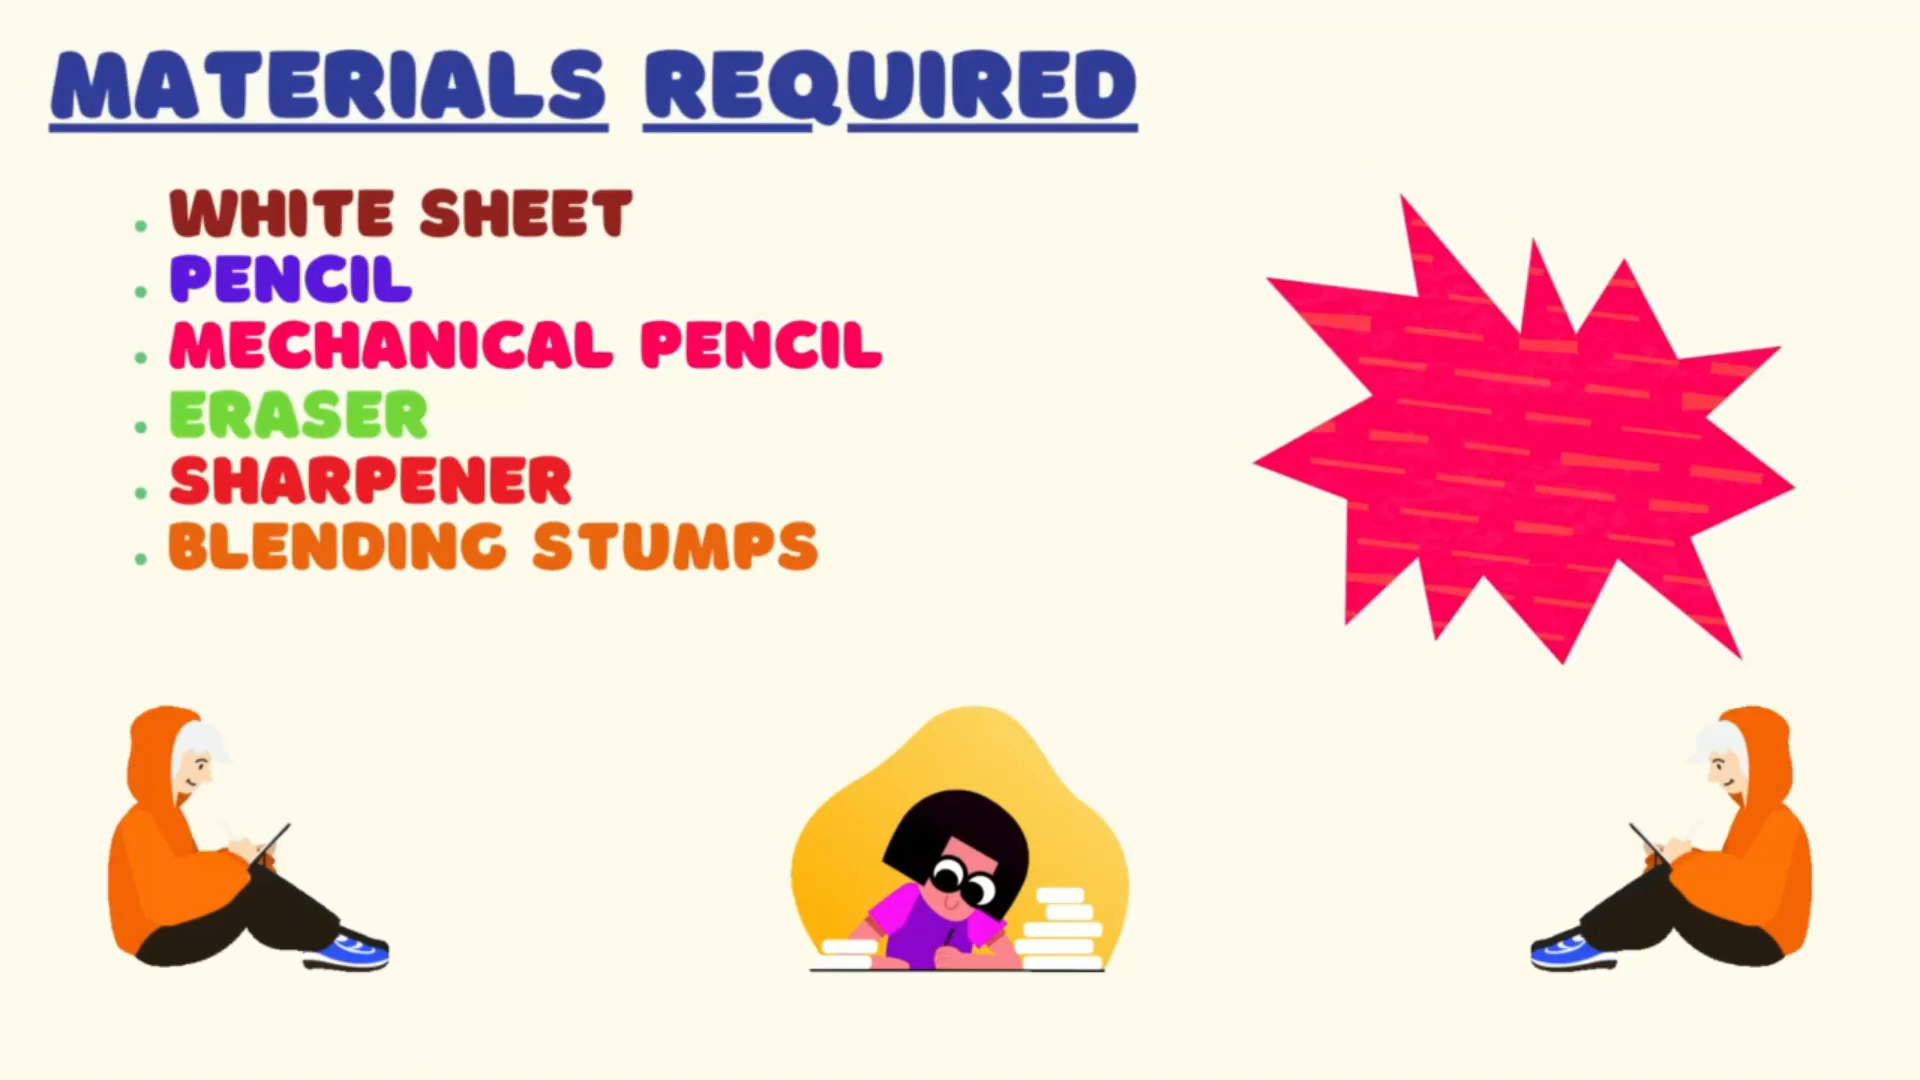 MATERIALS REQUIRED
WHITE SHEET
PENCIL
MECHANICAL PENCIL
ERASER
SHARPENER
BLENDING STUMPS